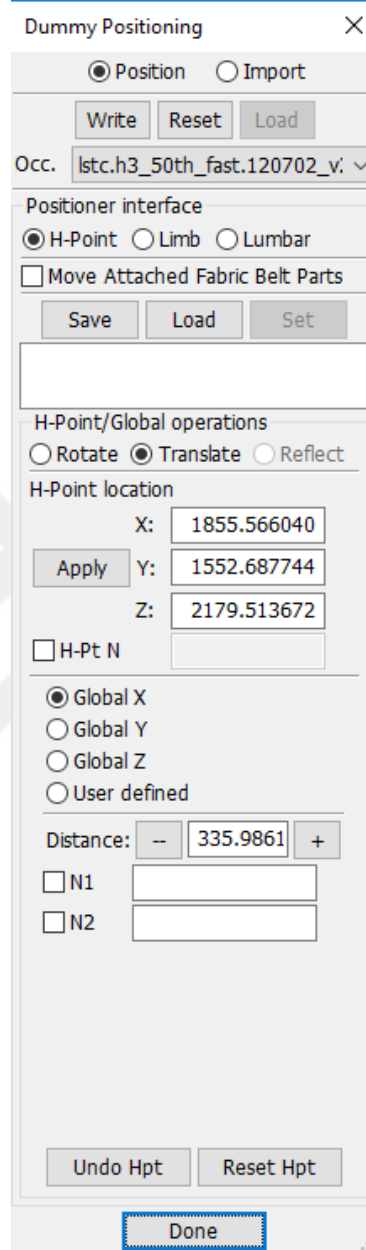 Dummy Positioning
Position Import
Write Reset Load
Occ. lstc.h3_50th_fast.120702_v
Positioner interface
H-Point Limb Lumbar
Move Attached Fabric Belt Parts
Save Load Set
H-Point/Global operations
Rotate Translate Reflect
H-Point location
X: 1855.566040
Apply Y: 1552.687744
Z: 2179.513672
H-Pt N
Global X
Global Y
Global Z
User defined
Distance: -- 335.9861 +
N1
N2
Undo Hpt Reset Hpt
Done